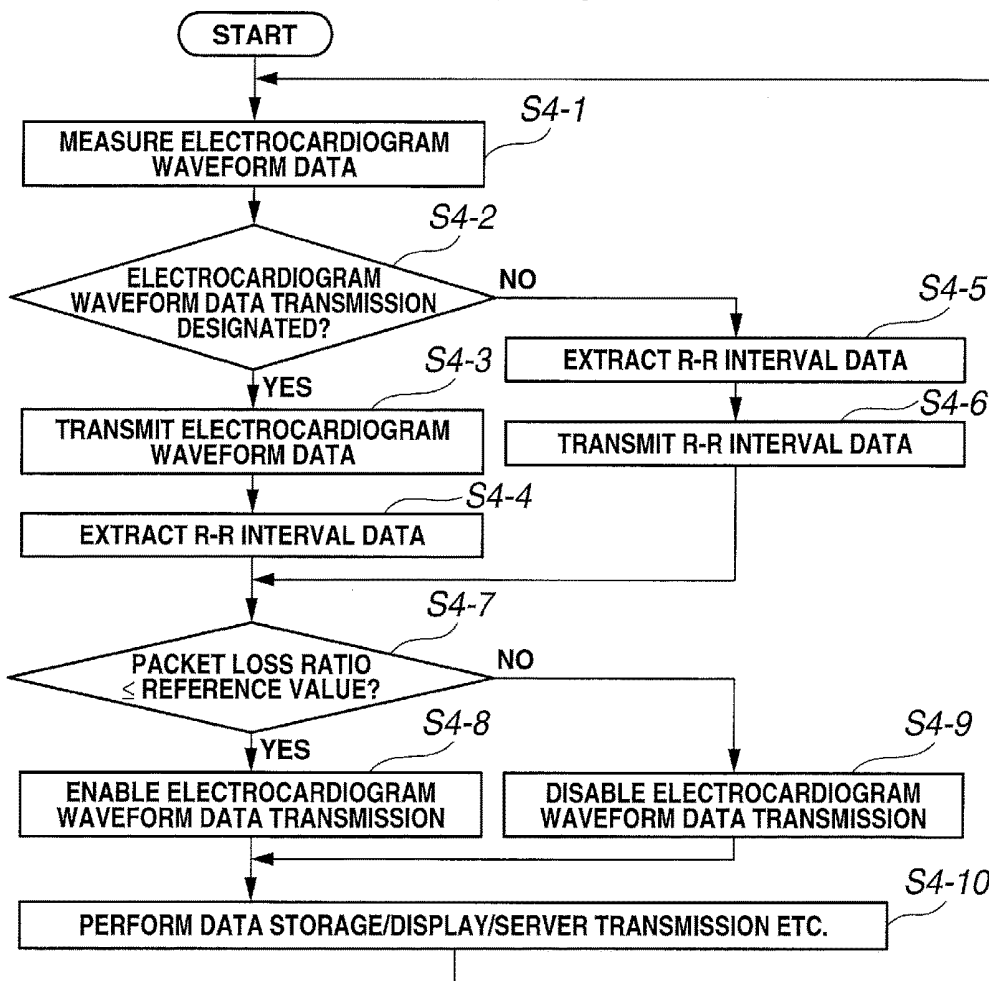 START
S4-1
MEASURE ELECTROCARDIOGRAM
WAVEFORM DATA
S4-2
ELECTROCARDIOGRAM
WAVEFORM DATA TRANSMISSION
DESIGNATED?
NO
S4-5
EXTRACT R-R INTERVAL DATA
S4-6
TRANSMIT R-R INTERVAL DATA
YES
S4-3
TRANSMIT ELECTROCARDIOGRAM
WAVEFORM DATA
S4-4
EXTRACT R-R INTERVAL DATA
S4-7
PACKET LOSS RATIO
≤ REFERENCE VALUE?
NO
YES
S4-8
ENABLE ELECTROCARDIOGRAM
WAVEFORM DATA TRANSMISSION
S4-9
DISABLE ELECTROCARDIOGRAM
WAVEFORM DATA TRANSMISSION
S4-10
PERFORM DATA STORAGE/DISPLAY/SERVER TRANSMISSION ETC.